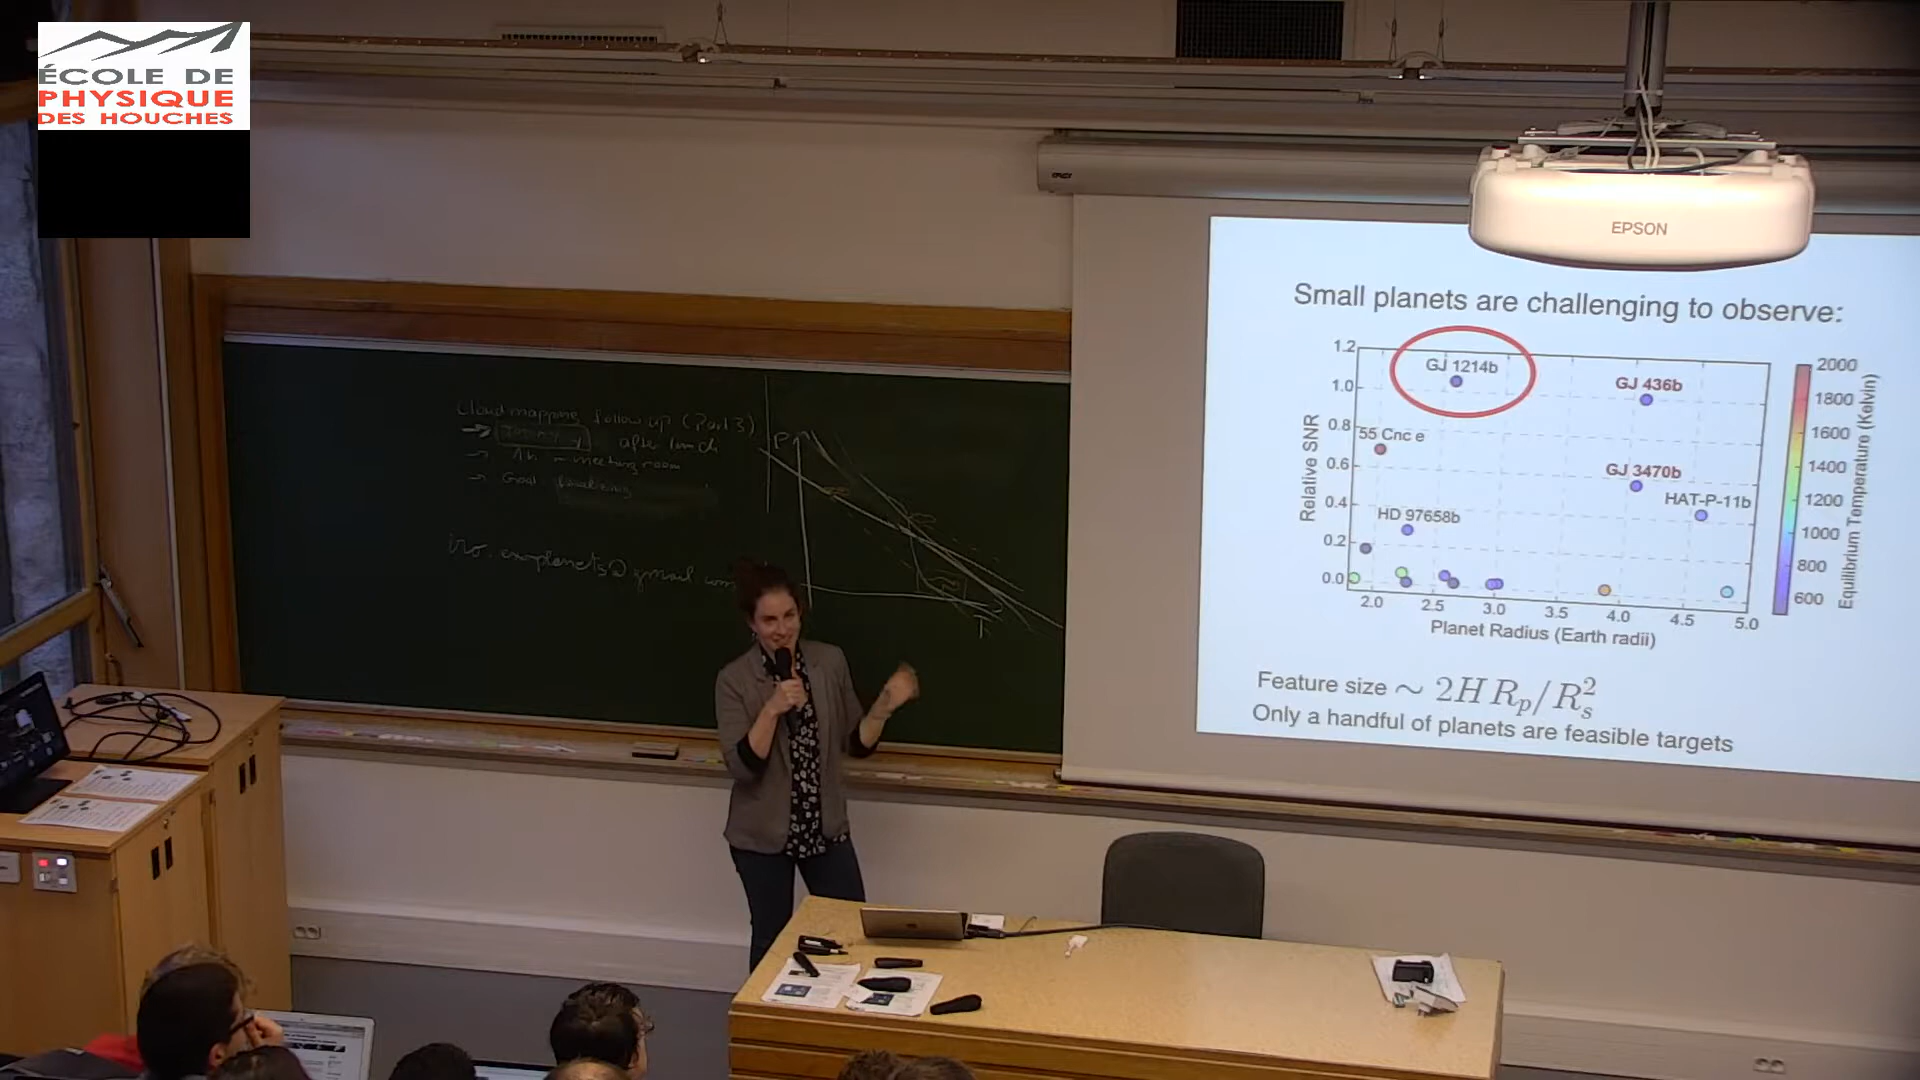 ÉCOLE DE
PHYSIQUE
DES HOUCHES
EPSON
Cloud mapping follow up (Part 3)
after lunch
meeting room
→ Goal
exoplanets@gmail.com
P
T
Small planets are challenging to observe:
1.2
1.0
0.8
0.6
0.4
0.2
0.0
Relative SNR
GJ 1214b
GJ 436b
55 Cnc e
GJ 3470b
HAT-P-11b
HD 97658b
2.0 2.5 3.0 3.5 4.0 4.5 5.0
Planet Radius (Earth radii)
2000
1800
1600
1400
1200
1000
800
600
Equilibrium Temperature (Kelvin)
Feature size ∼ 2HR_p/R_s^2
Only a handful of planets are feasible targets